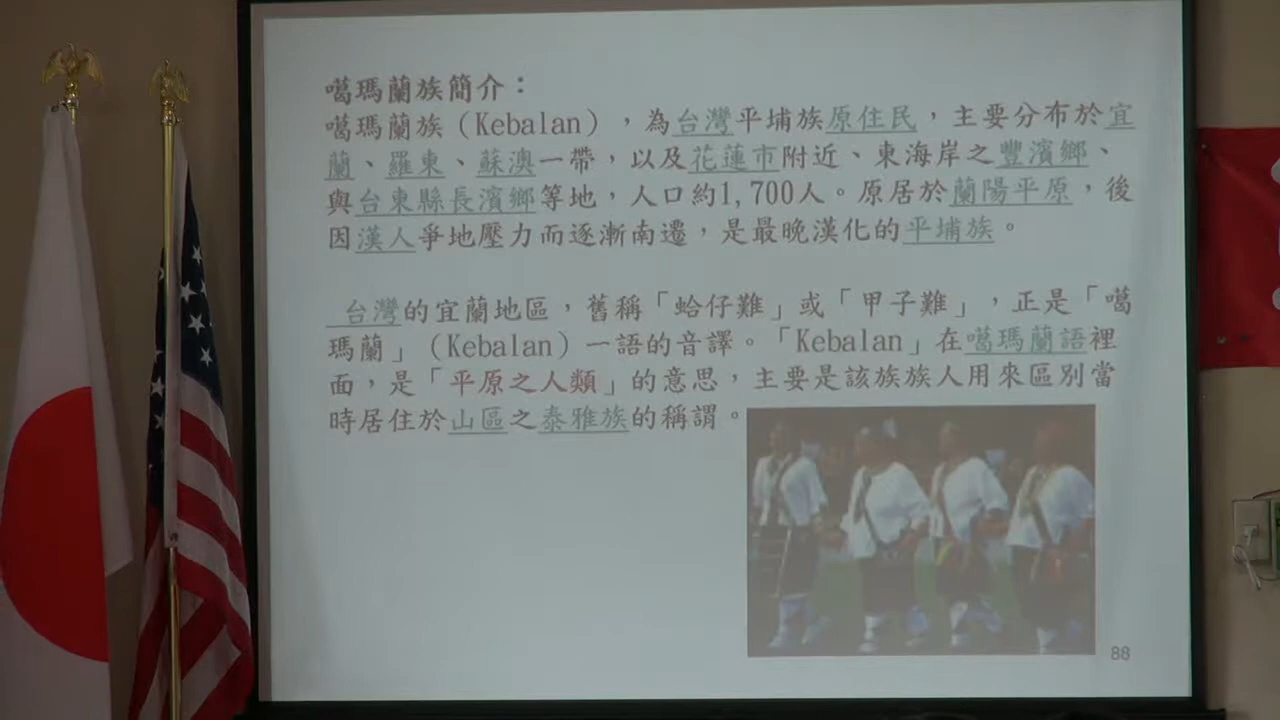 噶瑪蘭族簡介：
噶瑪蘭族（Kebalan），為台灣平埔族原住民，主要分布於宜
蘭、羅東、蘇澳一帶，以及花蓮市附近、東海岸之豐濱鄉、
與台東縣長濱鄉等地，人口約1,700人。原居於蘭陽平原，後
因漢人爭地壓力而逐漸南遷，是最晚漢化的平埔族。
台灣的宜蘭地區，舊稱「蛤仔難」或「甲子難」，正是「噶
瑪蘭」（Kebalan）一語的音譯。「Kebalan」在噶瑪蘭語裡
面，是「平原之人類」的意思，主要是該族族人用來區別當
時居住於山區之泰雅族的稱謂。
88